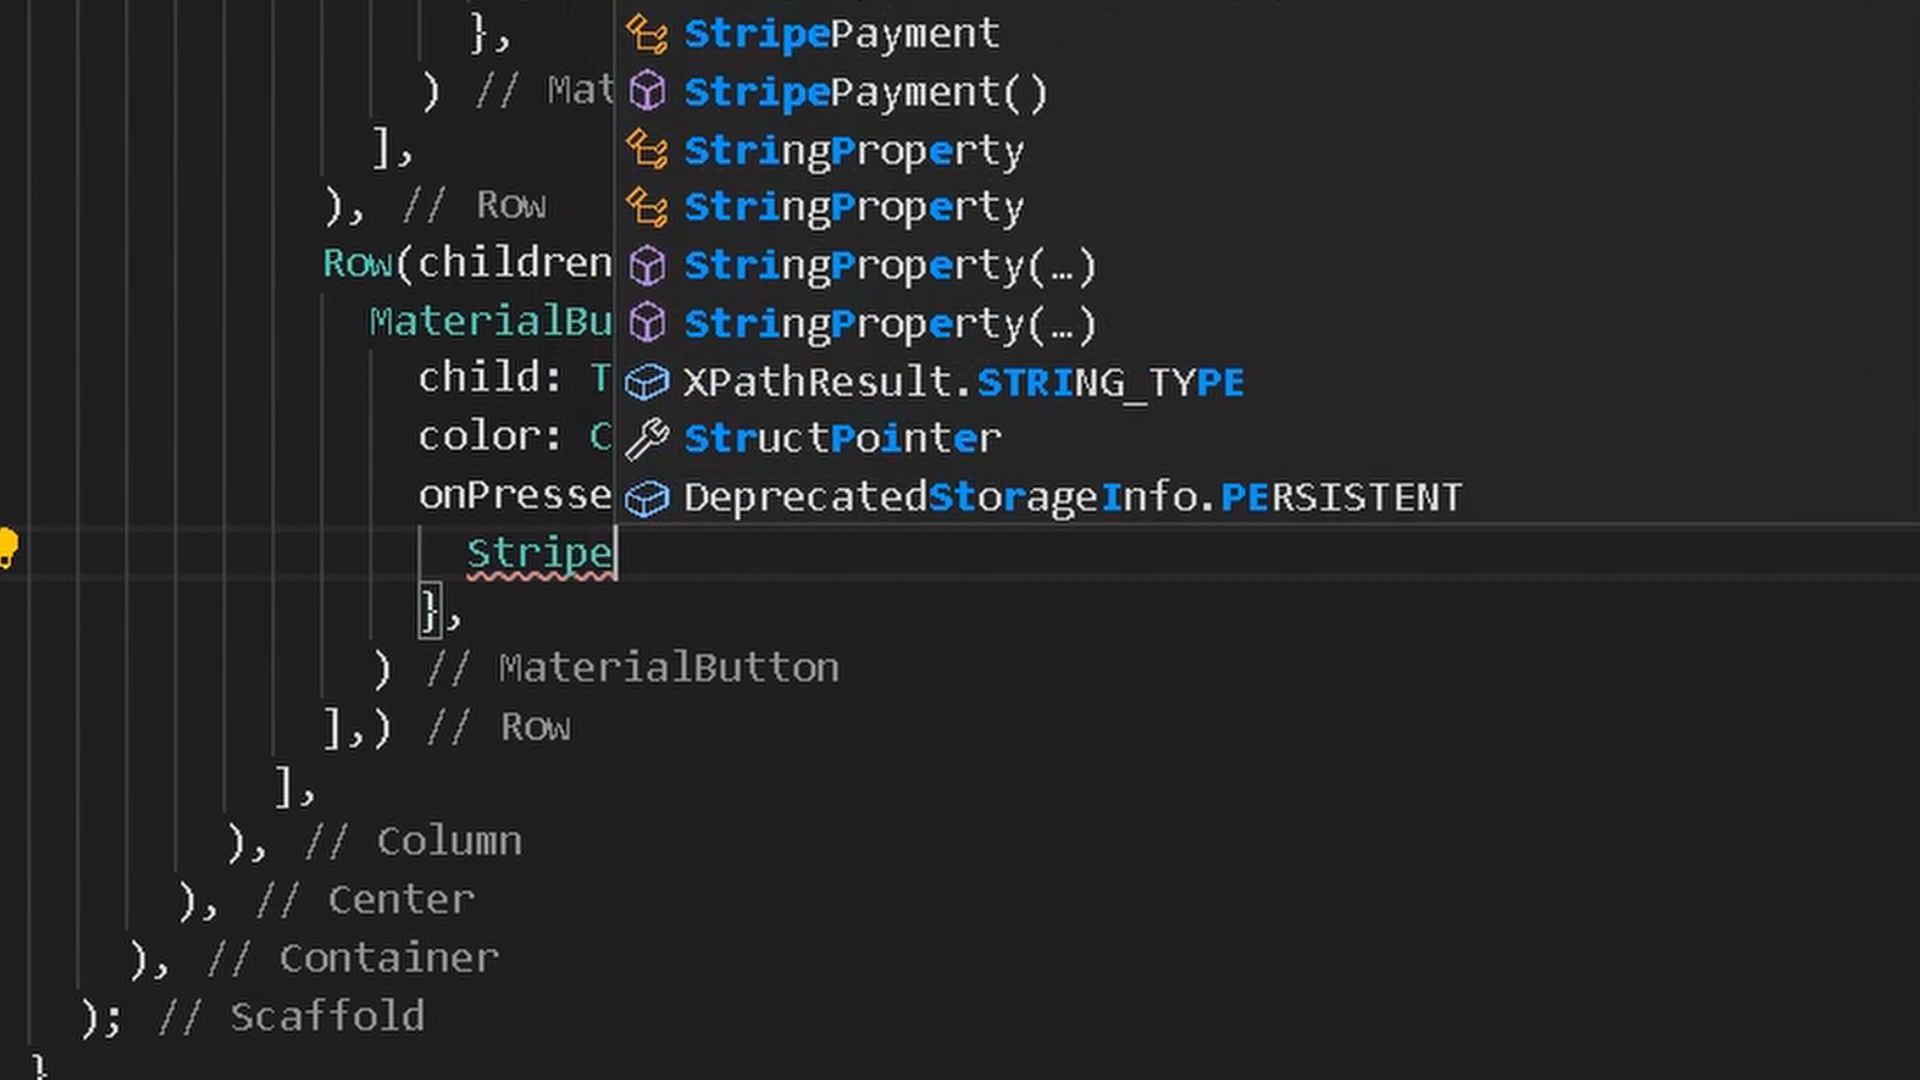 },
StripePayment
) // Mat
StripePayment()
],
StringProperty
), // Row
StringProperty
Row(children
StringProperty(…)
MaterialBu
StringProperty(…)
child: T
XPathResult.STRING_TYPE
color: C
StructPointer
onPresse
DeprecatedStorageInfo.PERSISTENT
Stripe
},
) // MaterialButton
],) // Row
],
), // Column
), // Center
), // Container
); // Scaffold
}